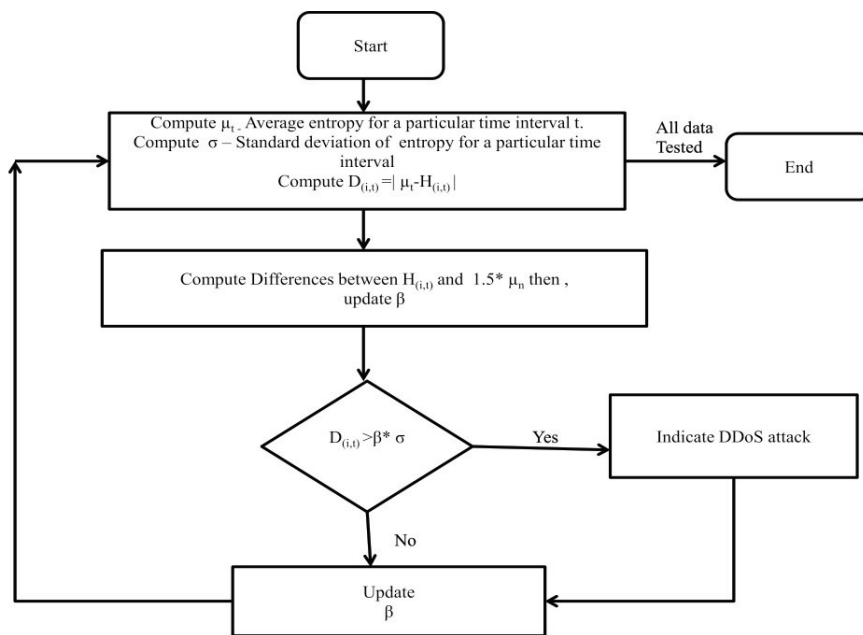 Start
Compute μt - Average entropy for a particular time interval t.
Compute σ – Standard deviation of entropy for a particular time
interval
Compute D(i,t) =| μt-H(i,t) |
All data
Tested
End
Compute Differences between H(i,t) and 1.5* μn then ,
update β
D(i,t) >β* σ
Yes
Indicate DDoS attack
No
Update
β